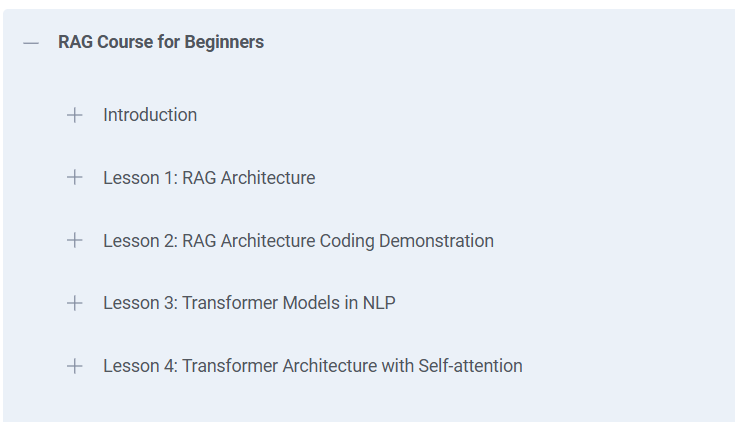 RAG Course for Beginners
Introduction
Lesson 1: RAG Architecture
Lesson 2: RAG Architecture Coding Demonstration
Lesson 3: Transformer Models in NLP
Lesson 4: Transformer Architecture with Self-attention